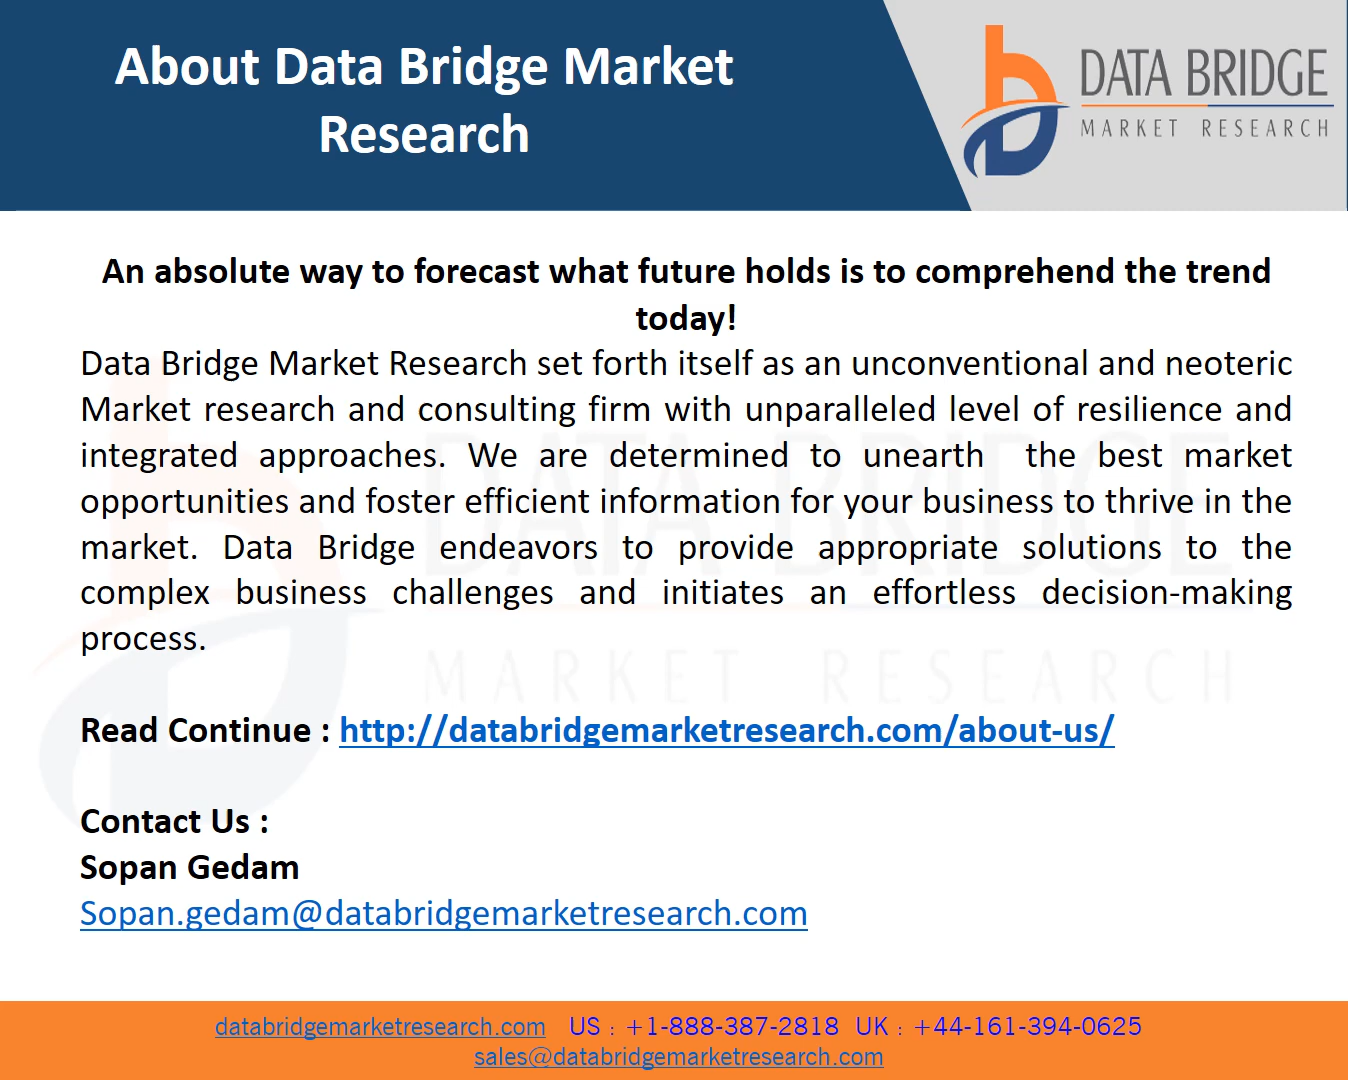 About Data Bridge Market
Research
DATA BRIDGE
MARKET RESEARCH
An absolute way to forecast what future holds is to comprehend the trend
today!
Data Bridge Market Research set forth itself as an unconventional and neoteric
Market research and consulting firm with unparalleled level of resilience and
integrated approaches. We are determined to unearth the best market
opportunities and foster efficient information for your business to thrive in the
market. Data Bridge endeavors to provide appropriate solutions to the
complex business challenges and initiates an effortless decision-making
process.
DATA BRIDGE
MARKET RESEARCH
Read Continue : http://databridgemarketresearch.com/about-us/
Contact Us :
Sopan Gedam
Sopan.gedam@databridgemarketresearch.com
databridgemarketresearch.com US : +1-888-387-2818 UK : +44-161-394-0625
sales@databridgemarketresearch.com